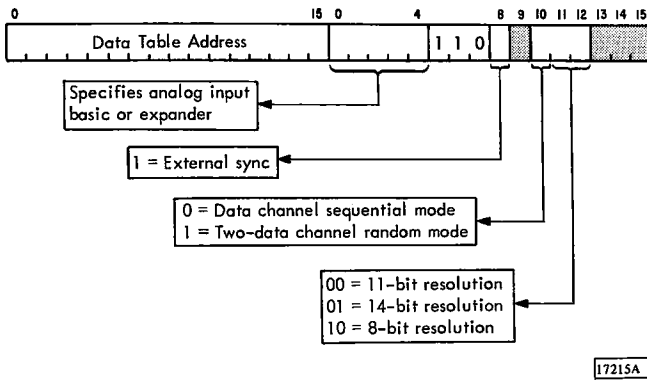 0 15 0 4 8 9 10 11 12 13 14 15
Data Table Address 1 1 0
Specifies analog input
basic or expander
1 = External sync
0 = Data channel sequential mode
1 = Two-data channel random mode
00 = 11-bit resolution
01 = 14-bit resolution
10 = 8-bit resolution
17215A